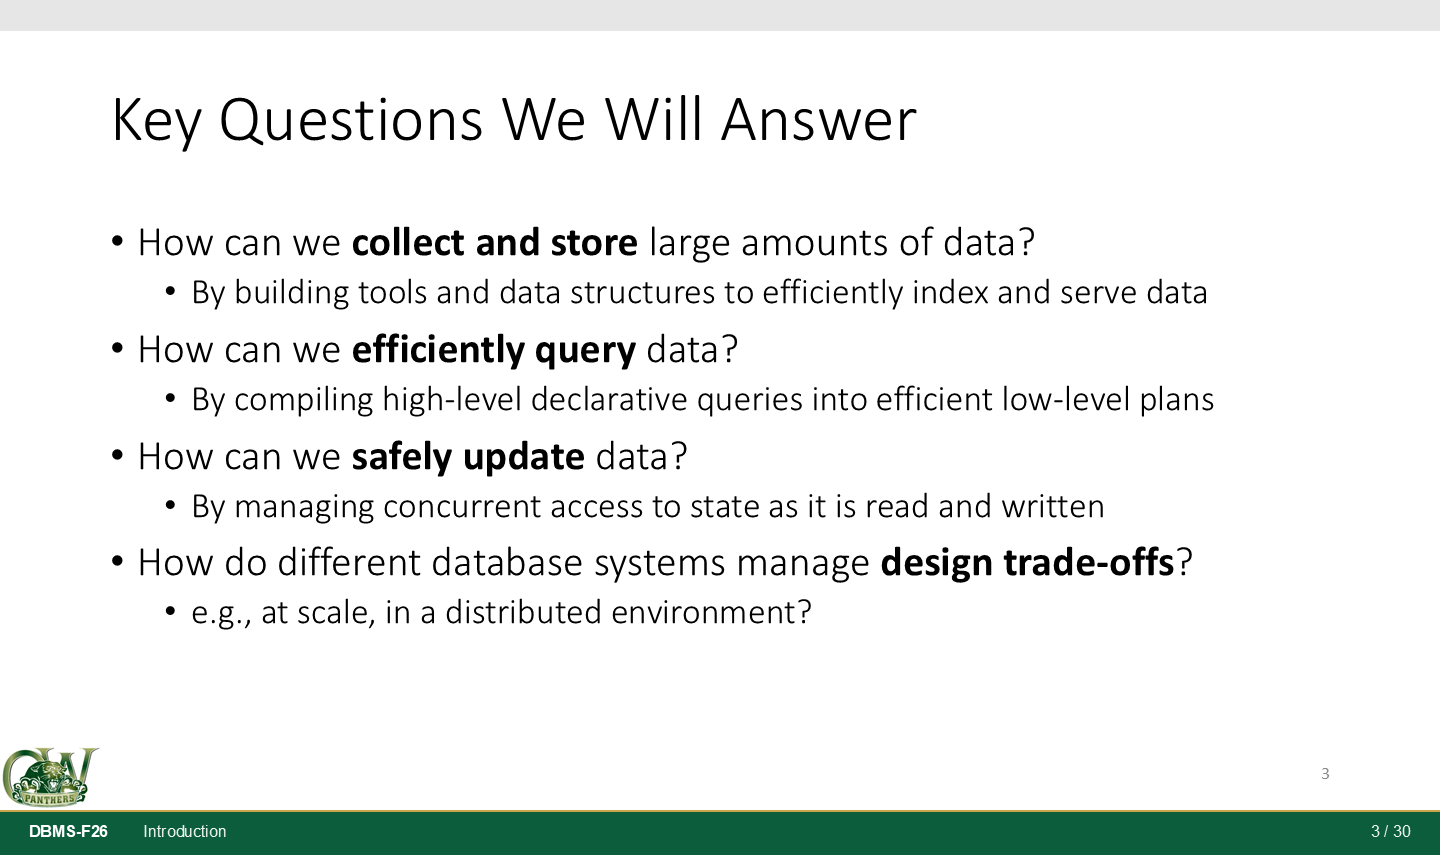 Key Questions We Will Answer
• How can we collect and store large amounts of data?
• By building tools and data structures to efficiently index and serve data
• How can we efficiently query data?
• By compiling high-level declarative queries into efficient low-level plans
• How can we safely update data?
• By managing concurrent access to state as it is read and written
• How do different database systems manage design trade-offs?
• e.g., at scale, in a distributed environment?
OW
PANTHERS
3
DBMS-F26 Introduction 3 / 30